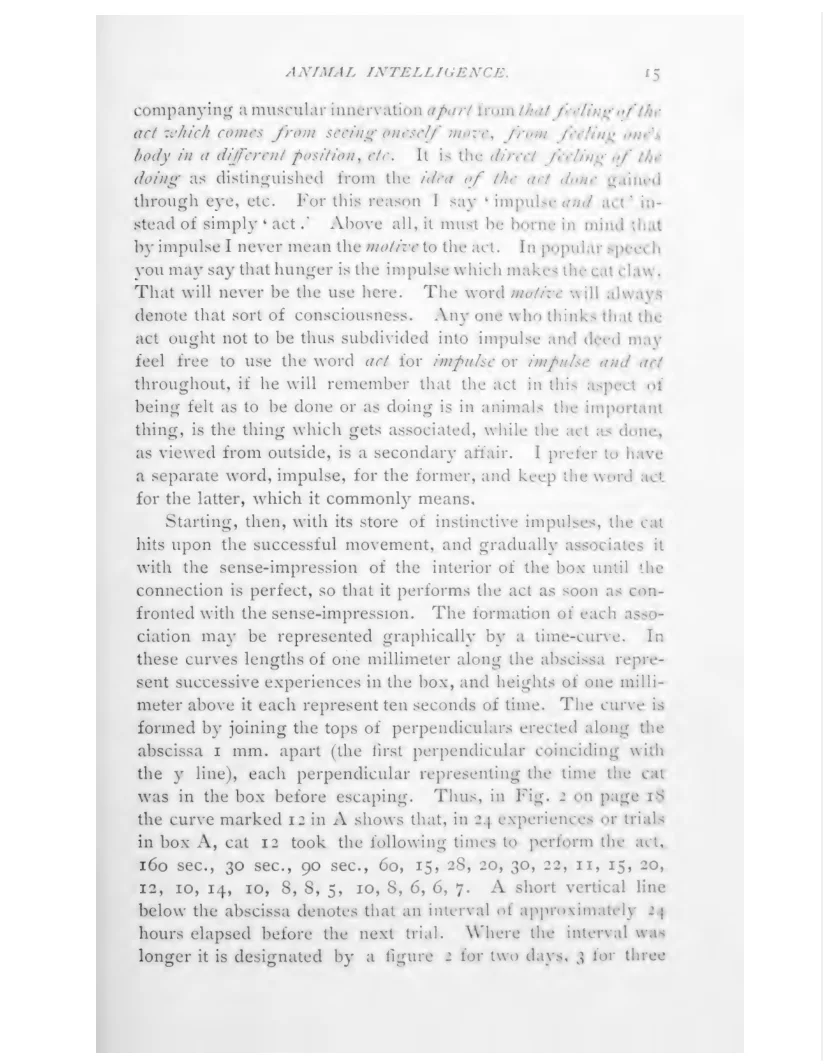 ANIMAL INTELLIGENCE. 15
companying a muscular innervation apart from that feeling of the
act which comes from seeing oneself move, from feeling one's
body in a different position, etc. It is the direct feeling of the
doing as distinguished from the idea of the act done gained
through eye, etc. For this reason I say ‘ impulse and act’ in-
stead of simply ‘ act .’ Above all, it must be borne in mind that
by impulse I never mean the motive to the act. In popular speech
you may say that hunger is the impulse which makes the cat claw.
That will never be the use here. The word motive will always
denote that sort of consciousness. Any one who thinks that the
act ought not to be thus subdivided into impulse and deed may
feel free to use the word act for impulse or impulse and act
throughout, if he will remember that the act in this aspect of
being felt as to be done or as doing is in animals the important
thing, is the thing which gets associated, while the act as done,
as viewed from outside, is a secondary affair. I prefer to have
a separate word, impulse, for the former, and keep the word act
for the latter, which it commonly means.
Starting, then, with its store of instinctive impulses, the cat
hits upon the successful movement, and gradually associates it
with the sense-impression of the interior of the box until the
connection is perfect, so that it performs the act as soon as con-
fronted with the sense-impression. The formation of each asso-
ciation may be represented graphically by a time-curve. In
these curves lengths of one millimeter along the abscissa repre-
sent successive experiences in the box, and heights of one milli-
meter above it each represent ten seconds of time. The curve is
formed by joining the tops of perpendiculars erected along the
abscissa 1 mm. apart (the first perpendicular coinciding with
the y line), each perpendicular representing the time the cat
was in the box before escaping. Thus, in Fig. 2 on page 18
the curve marked 12 in A shows that, in 24 experiences or trials
in box A, cat 12 took the following times to perform the act,
160 sec., 30 sec., 90 sec., 60, 15, 28, 20, 30, 22, 11, 15, 20,
12, 10, 14, 10, 8, 8, 5, 10, 8, 6, 6, 7. A short vertical line
below the abscissa denotes that an interval of approximately 24
hours elapsed before the next trial. Where the interval was
longer it is designated by a figure 2 for two days, 3 for three